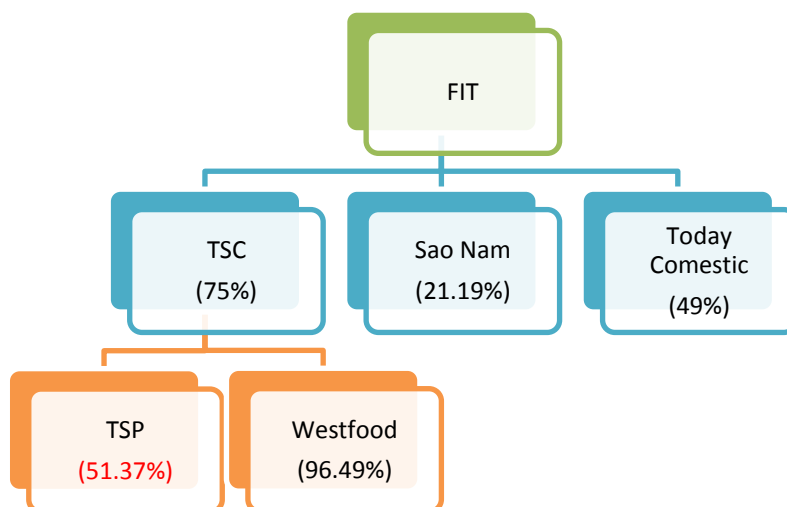 FIT
TSC
(75%)
Sao Nam
(21.19%)
Today
Comestic
(49%)
TSP
(51.37%)
Westfood
(96.49%)